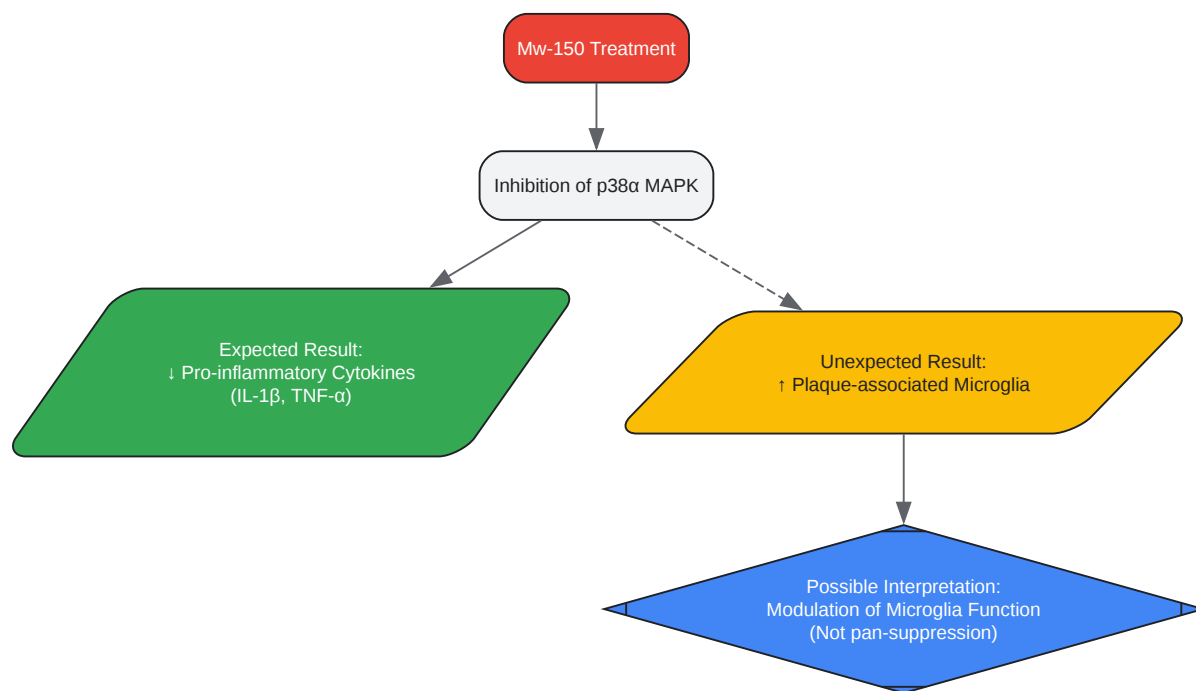 Mw-150 Treatment
Inhibition of p38α MAPK
Expected Result:
↓ Pro-inflammatory Cytokines
(IL-1β, TNF-α)
Unexpected Result:
↑ Plaque-associated Microglia
Possible Interpretation:
Modulation of Microglia Function
(Not pan-suppression)